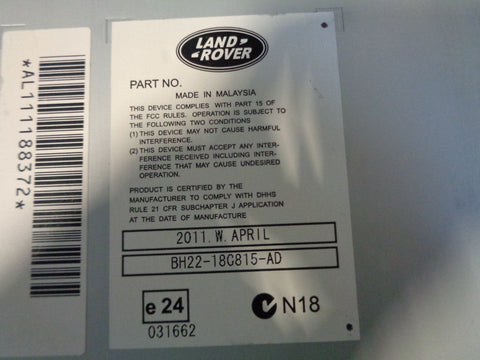 *AL111188372*
LAND-
-ROVER
PART NO.
MADE IN MALAYSIA
THIS DEVICE COMPLIES WITH PART 15 OF
THE FCC RULES. OPERATION IS SUBJECT TO
THE FOLLOWING TWO CONDITIONS
(1) THIS DEVICE MAY NOT CAUSE HARMFUL
INTERFERENCE.
(2) THIS DEVICE MUST ACCEPT ANY INTER-
FERENCE RECEIVED INCLUDING INTER-
FERENCE THAT MAY CAUSE UNDESIRED
OPERATION.
PRODUCT IS CERTIFIED BY THE
MANUFACTURER TO COMPLY WITH DHHS
RULE 21 CFR SUBCHAPTER J APPLICATION
AT THE DATE OF MANUFACTURE
2011. W. APRIL
BH22-18C815-AD
e 24
N18
031662